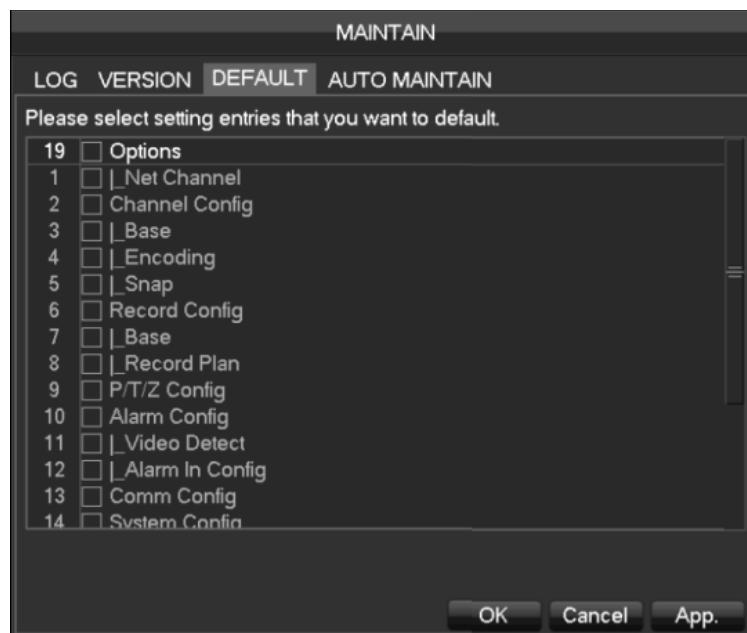 MAINTAIN
LOG VERSION DEFAULT AUTO MAINTAIN
Please select setting entries that you want to default.
19 Options
1 |_Net Channel
2 Channel Config
3 |_Base
4 |_Encoding
5 |_Snap
6 Record Config
7 |_Base
8 |_Record Plan
9 P/T/Z Config
10 Alarm Config
11 |_Video Detect
12 |_Alarm In Config
13 Comm Config
14 System Config
OK Cancel App.